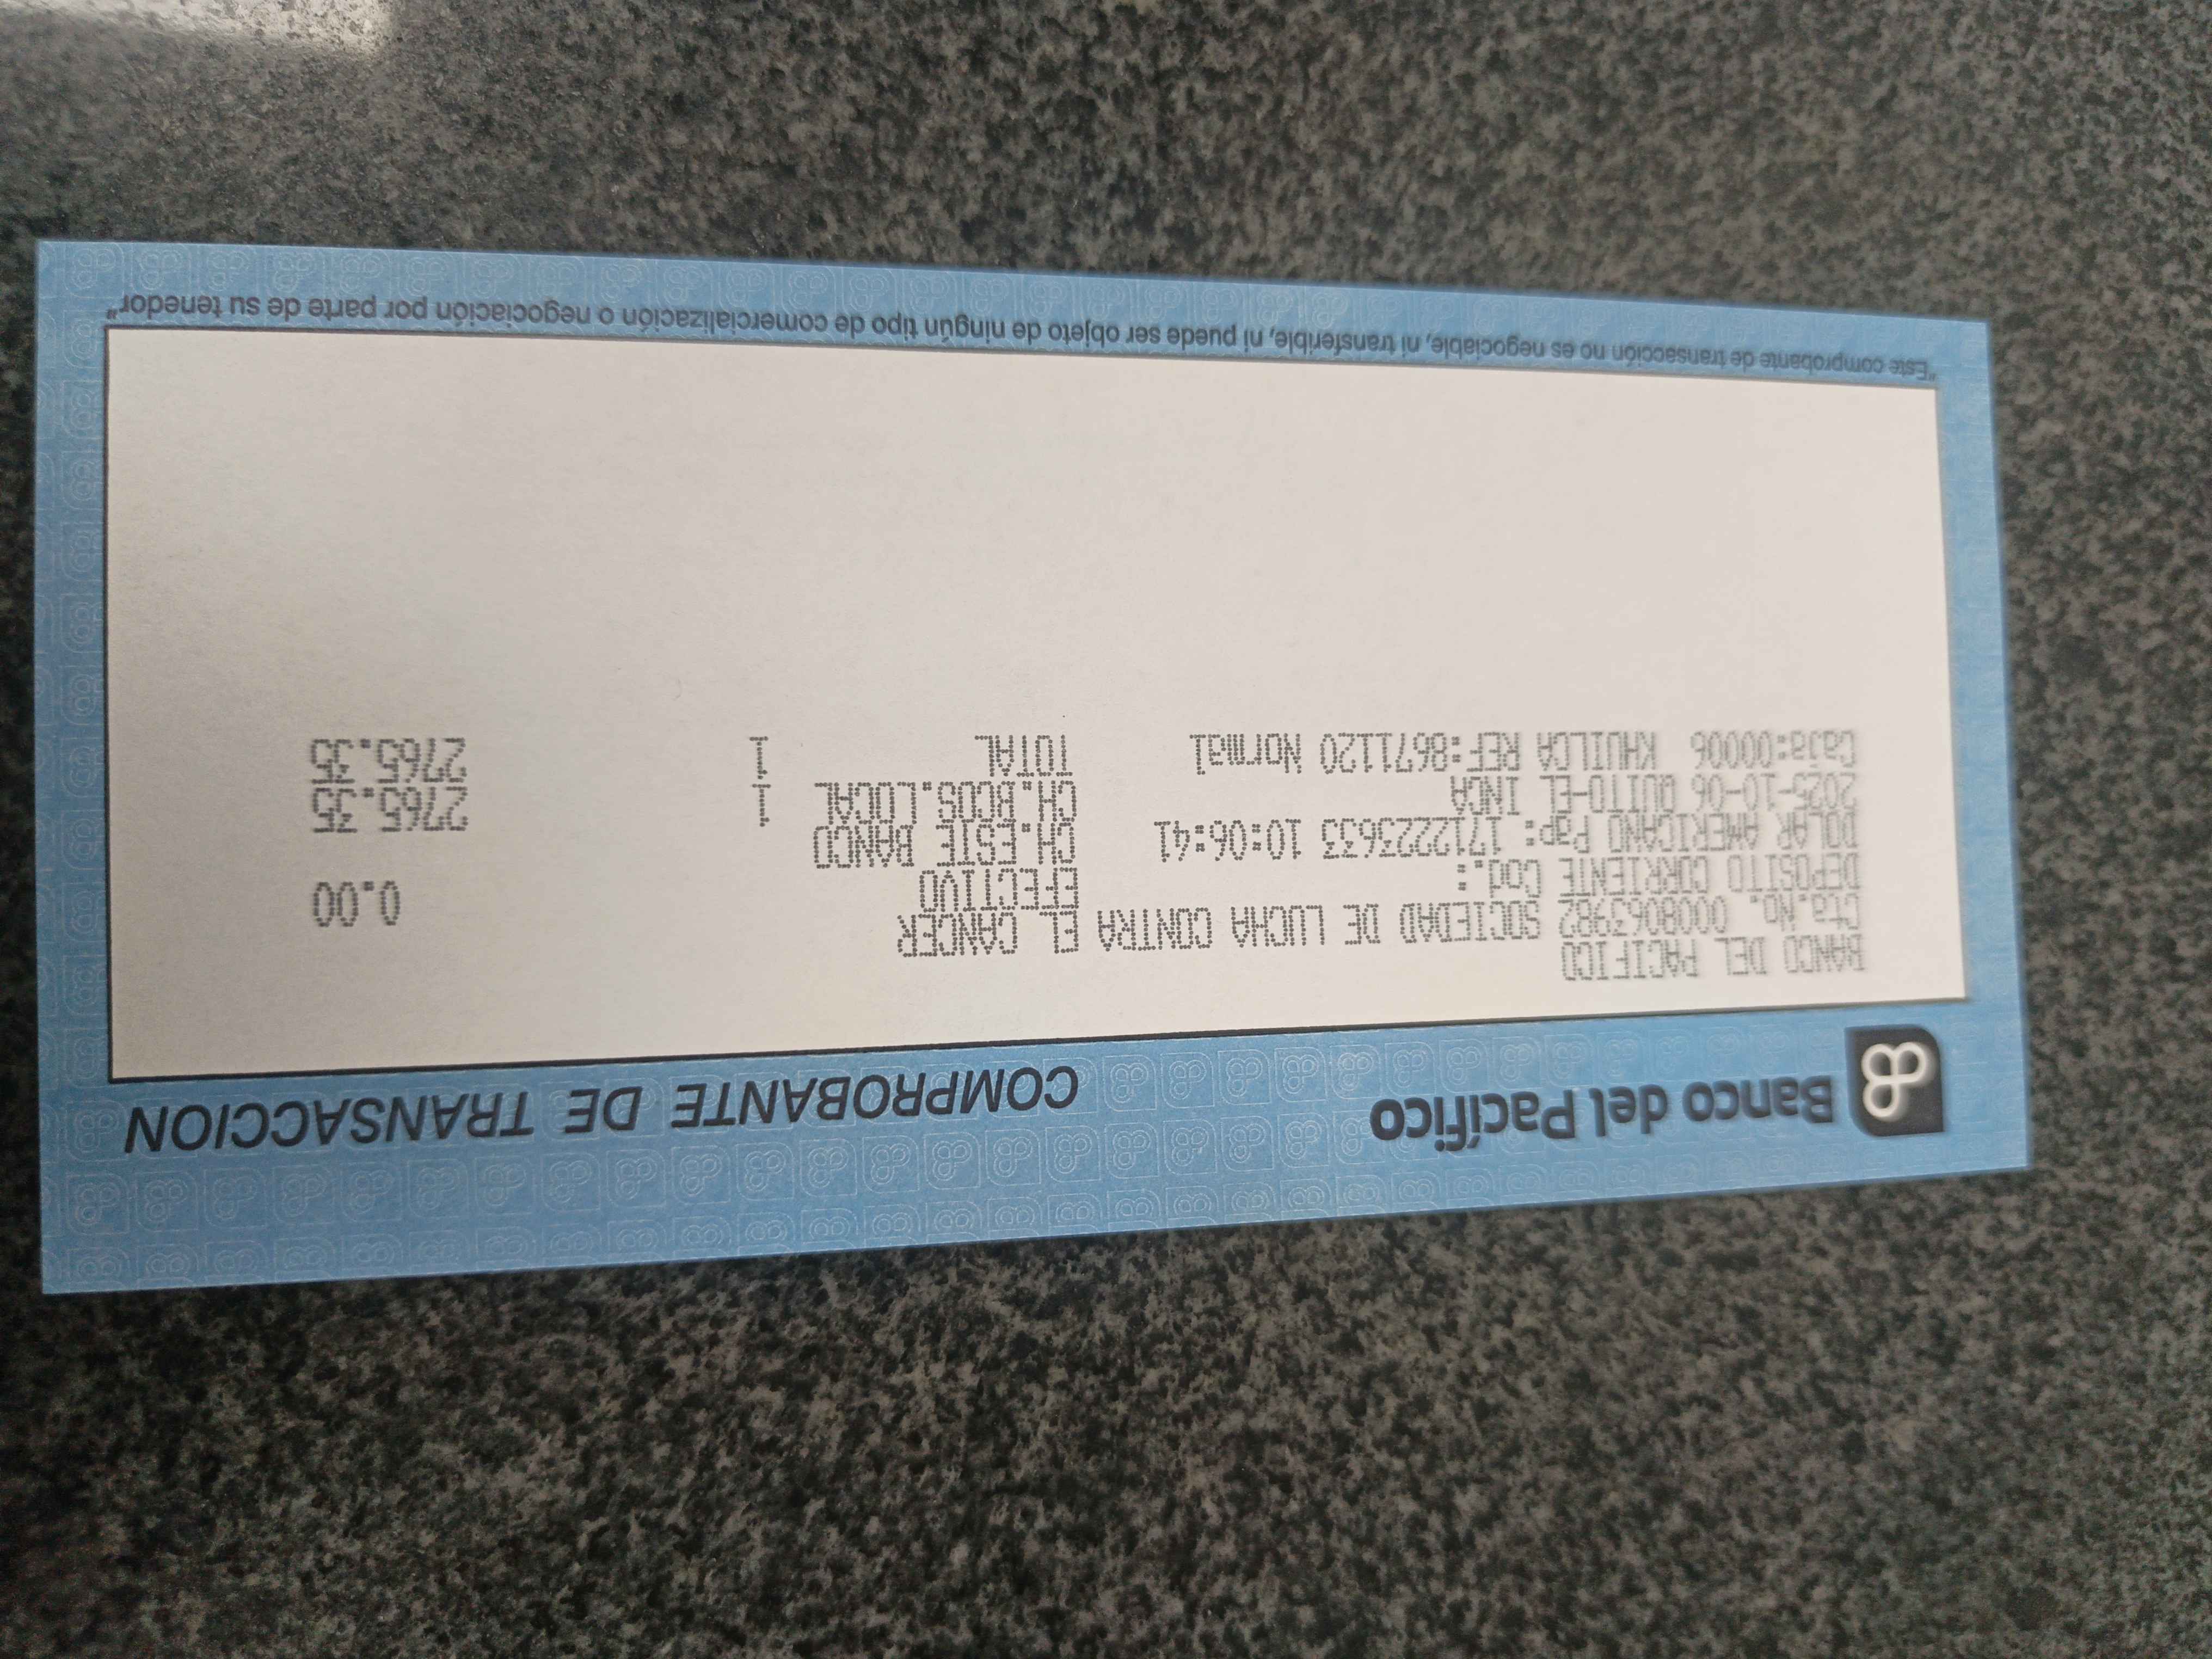 Banco del Pacífico COMPROBANTE DE TRANSACCION
BANCO DEL PACIFICO
Cta.No. 0008063982 SOCIEDAD DE LUCHA CONTRA EL CANCER
DEPOSITO CORRIENTE Cod.: EFECTIVO 0.00
DOLAR AMERICANO Pap: 1712223633 10:06:41 CH.ESTE BANCO
2025-10-06 QUITO-EL INCA CH.BCOS.LOCAL 1 2765.35
Caja:00006 KHUILCA REF:8671120 Normal TOTAL 1 2765.35
"Este comprobante de transacción no es negociable, ni transferible, ni puede ser objeto de ningún tipo de comercialización o negociación por parte de su tenedor"